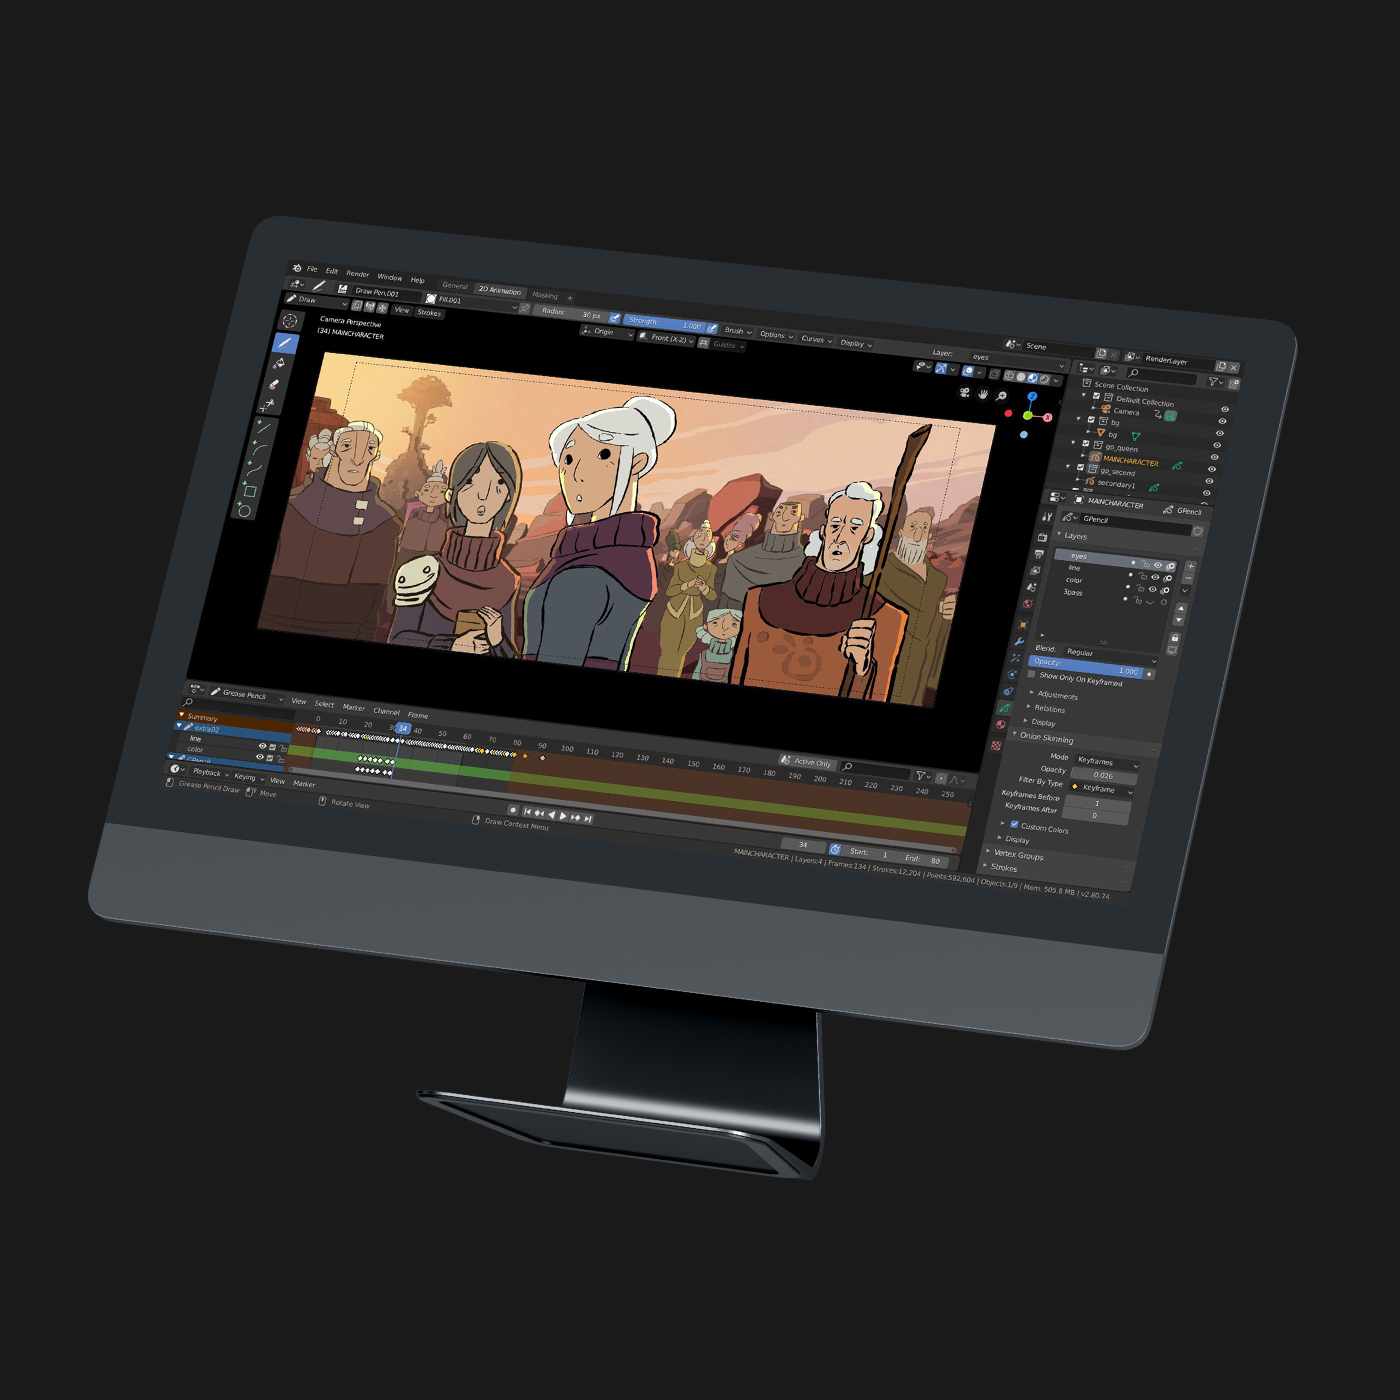 File Edit Render Window Help General 2D Animation Masking +
Draw Pen.001 Fill.001 Radius: 30 px Strength: 1.000 Brush Options Curves Display Layer: eyes
Draw View Strokes Origin Front (X-Z) Guides
Camera Perspective
(34) MAINCHARACTER
Z
X
Scene RenderLayer
Scene Collection
Default Collection
Camera
bg
bg
gp_queen
MAINCHARACTER
gp_second
secondary1
MAINCHARACTER GPencil
GPencil
Layers
eyes
line
color
3pass
Blend: Regular
Opacity: 1.000
Show Only On Keyframed
Adjustments
Relations
Display
Onion Skinning
Mode Keyframes
Opacity 0.026
Filter By Type Keyframe
Keyframes Before 1
Keyframes After 0
Custom Colors
Display
Vertex Groups
Strokes
Grease Pencil View Select Marker Channel Frame
Active Only
0 10 20 30 34 40 50 60 70 80 90 100 110 120 130 140 150 160 170 180 190 200 210 220 230 240 250
Summary
extra02
line
color
GPencil
Playback Keying View Marker
34 Start: 1 End: 80
Grease Pencil Draw Move Rotate View Draw Context Menu
MAINCHARACTER | Layers:4 | Frames:134 | Strokes:12,204 | Points:592,604 | Objects:1/9 | Mem: 505.8 MB | v2.80.74